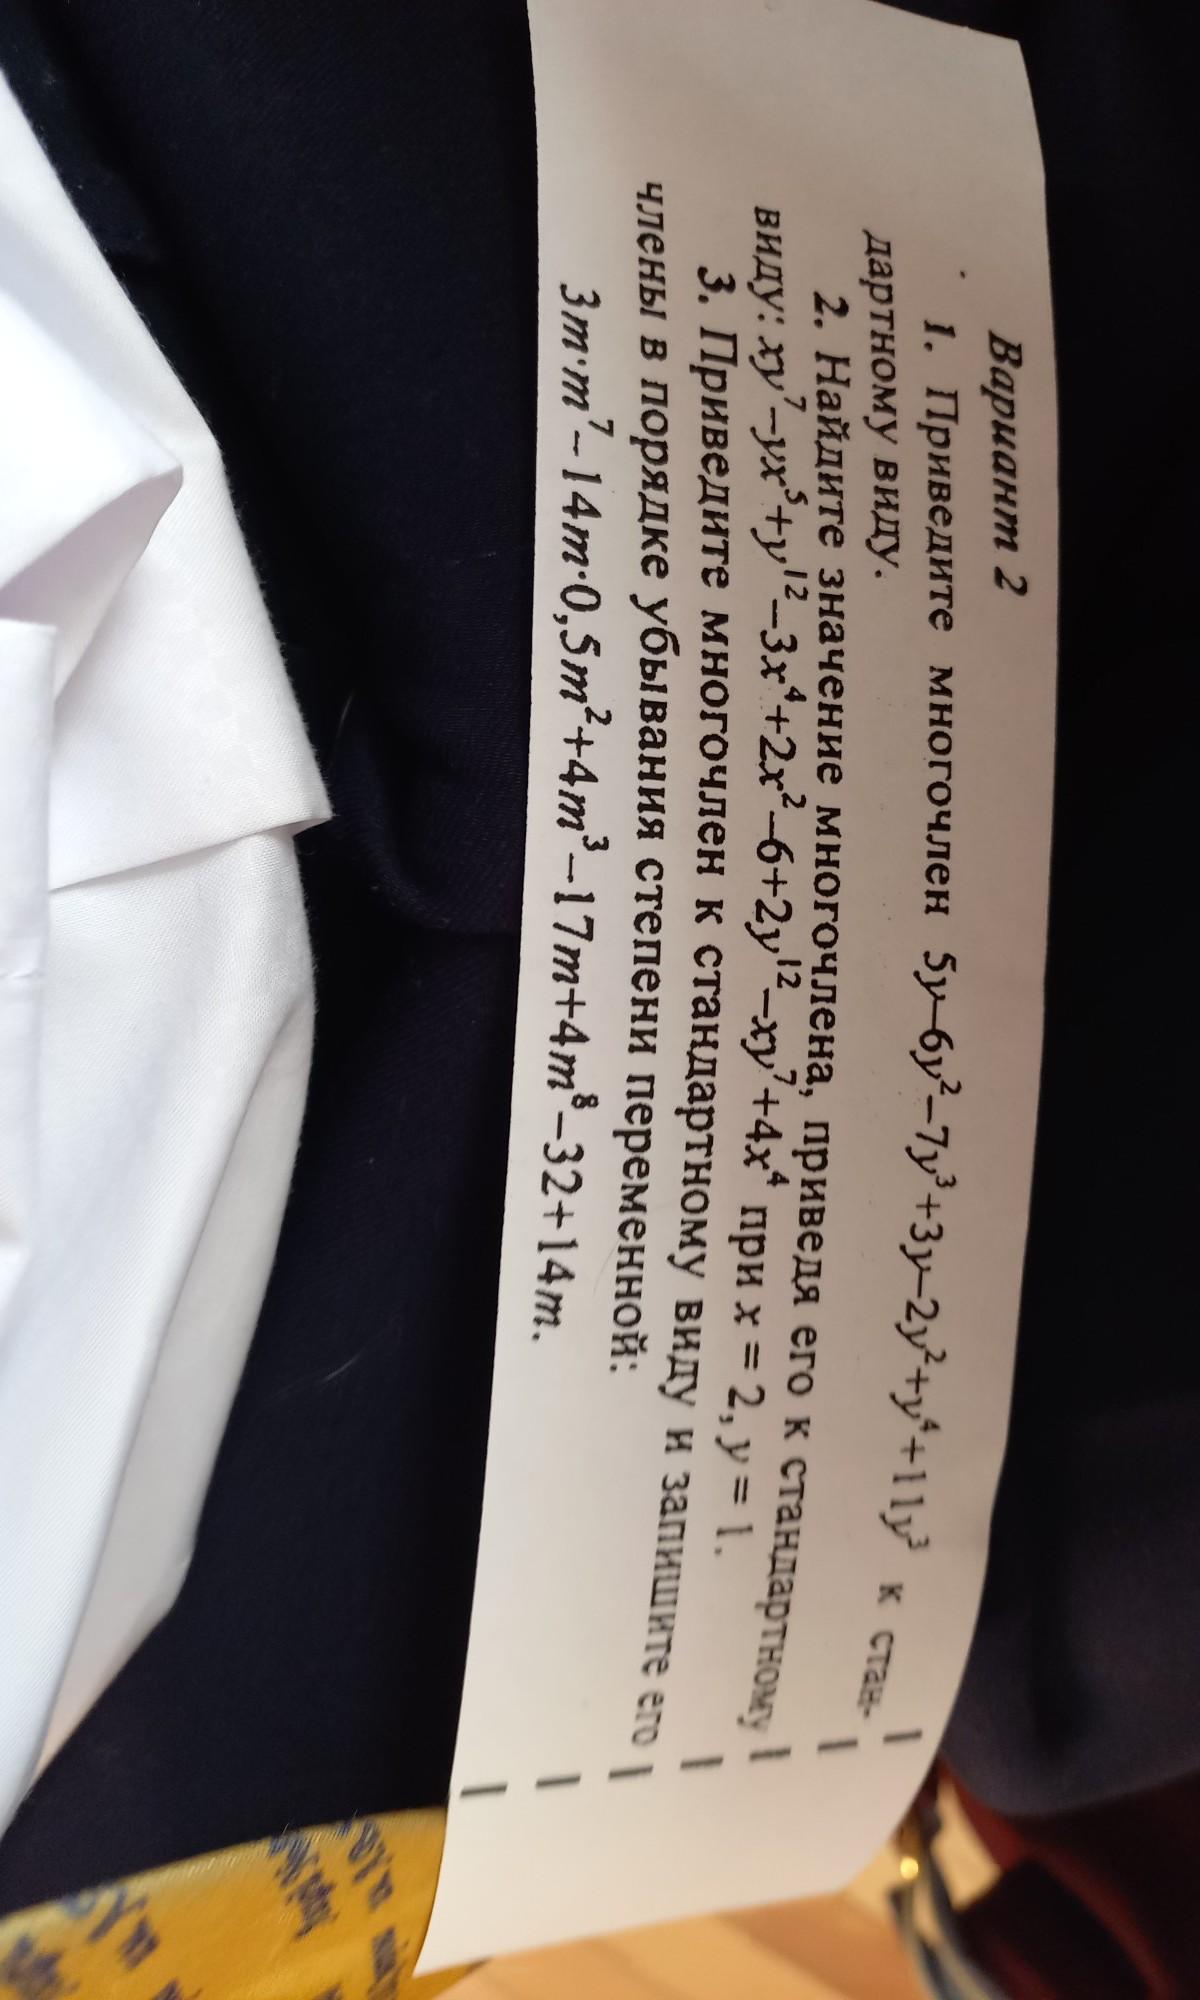 Вариант 2
1. Приведите многочлен 5y–6y²–7y³+3y–2y²+y⁴+11y³ к стан-
дартному виду.
2. Найдите значение многочлена, приведя его к стандартному
виду: xy⁷–yx⁵+y¹²–3x⁴+2x²–6+2y¹²–xy⁷+4x⁴ при x = 2, y = 1.
3. Приведите многочлен к стандартному виду и запишите его
члены в порядке убывания степени переменной:
3m·m⁷–14m·0,5m²+4m³–17m+4m⁸–32+14m.